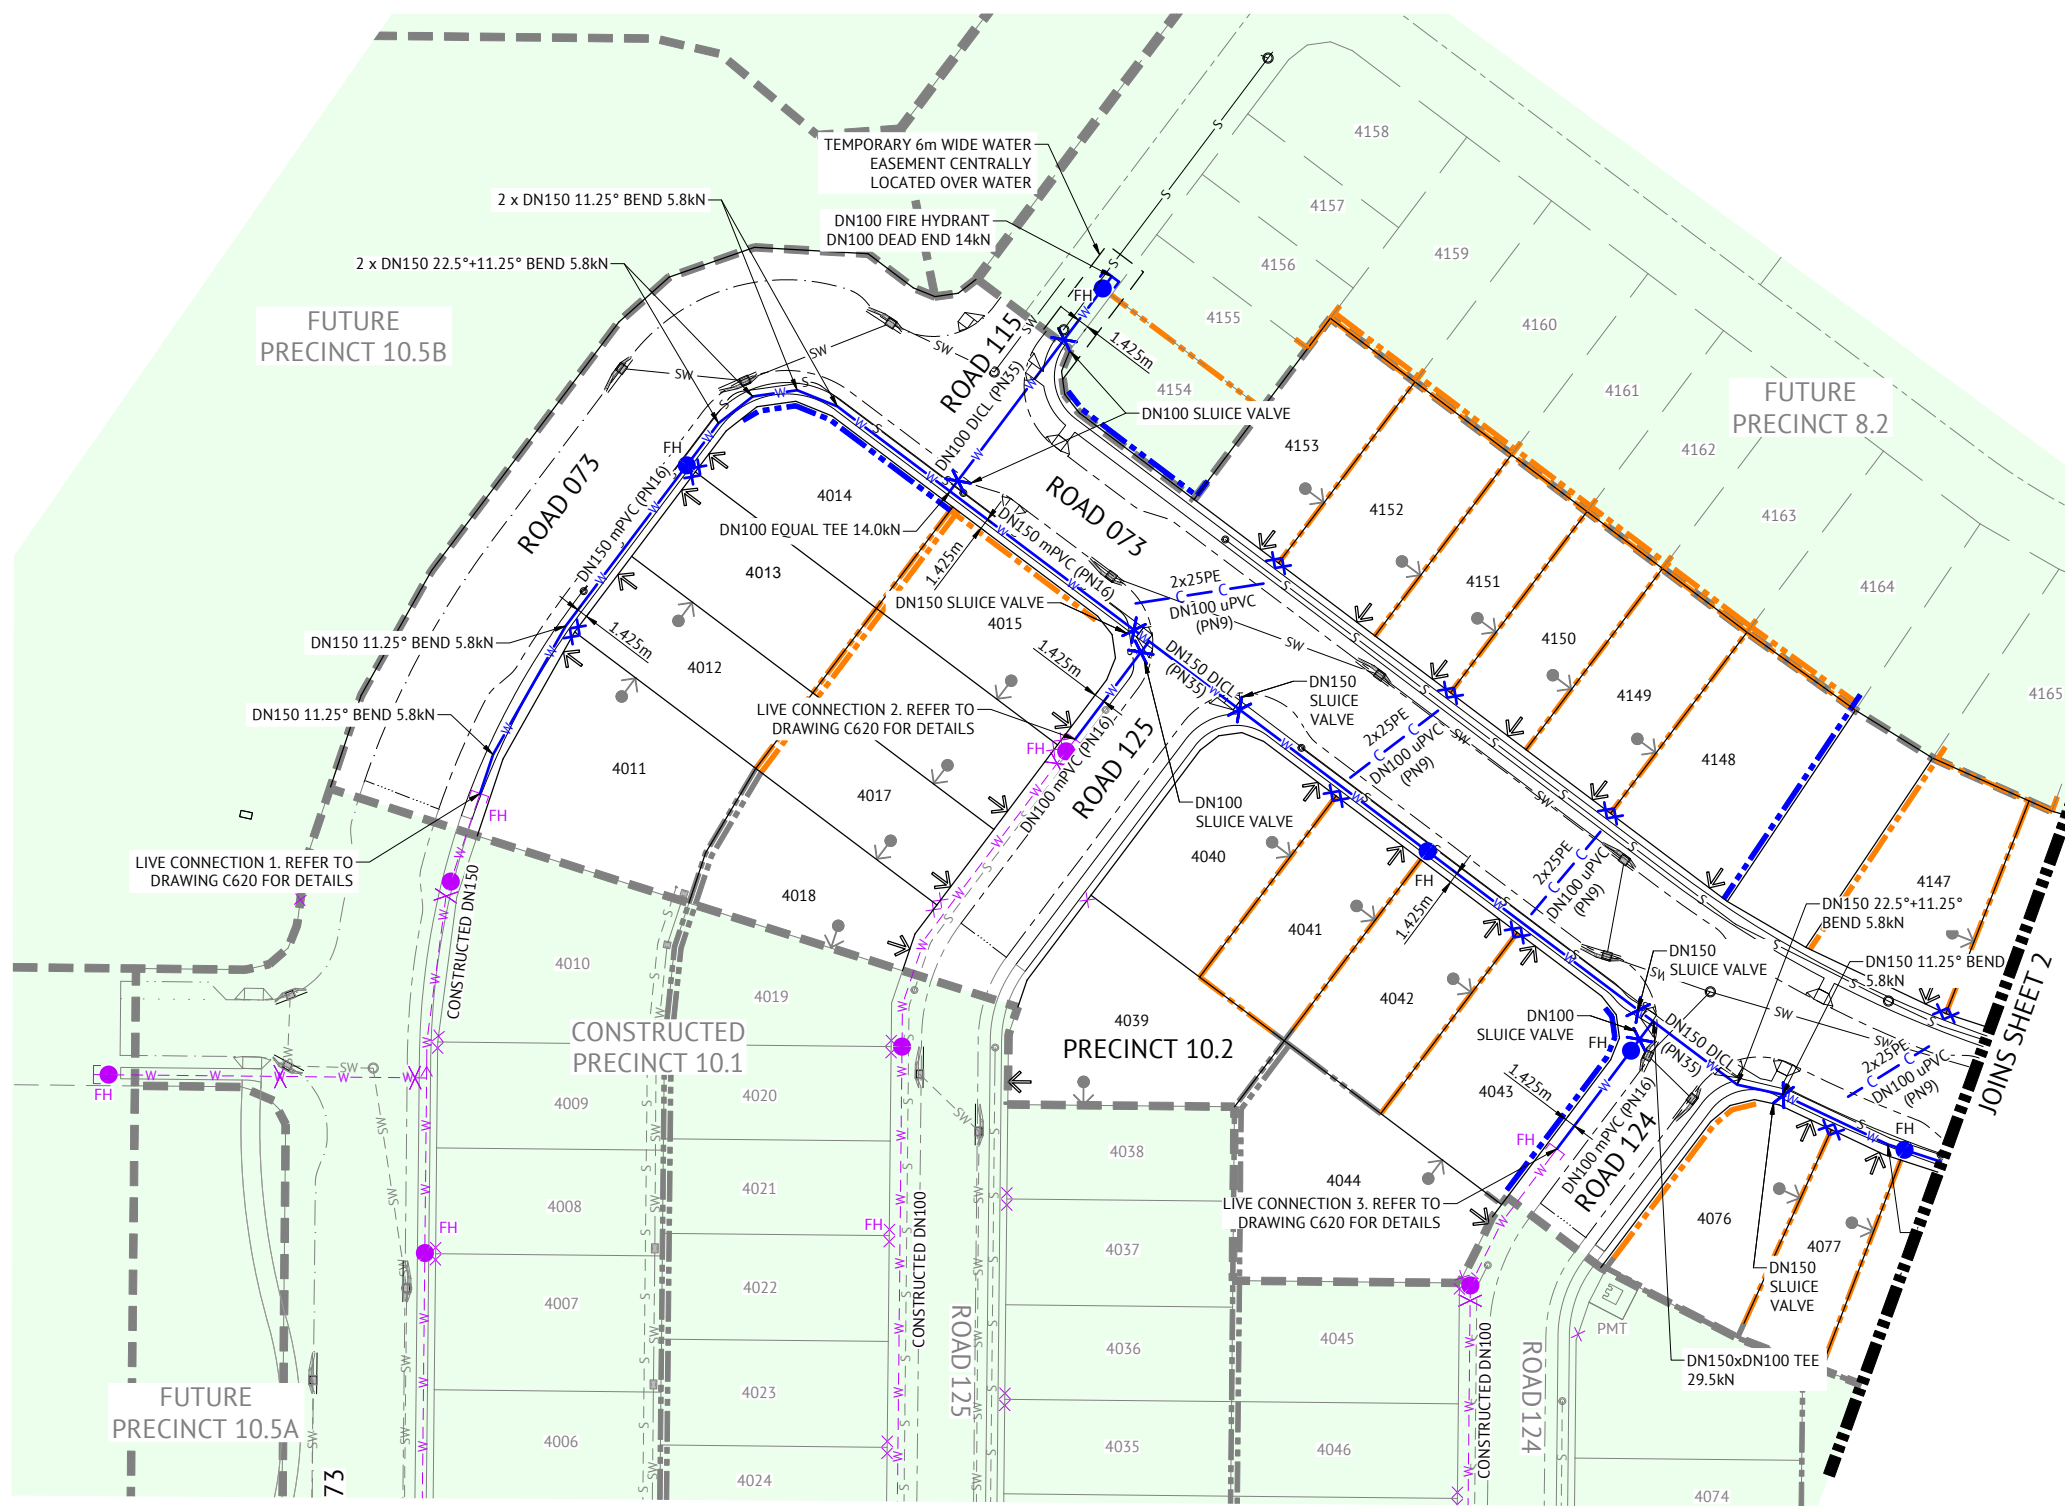 TEMPORARY 6m WIDE WATER
EASEMENT CENTRALLY
LOCATED OVER WATER
2 x DN150 11.25° BEND 5.8kN
DN100 FIRE HYDRANT
DN100 DEAD END 14kN
2 x DN150 22.5°+11.25° BEND 5.8kN
FUTURE
PRECINCT 10.5B
4158
4157
4159
4156
4155
4160
4154
4161
4162
4163
4164
4165
FUTURE
PRECINCT 8.2
FH
1.425m
ROAD 115
DN100 DICL (PN35)
DN100 SLUICE VALVE
SW
SW
SW
SW
FH
ROAD 073
DN150 mPVC (PN16)
4014
DN100 EQUAL TEE 14.0kN
4013
1.425m
DN150 mPVC (PN16)
ROAD 073
4153
4152
4151
4150
4149
4148
4147
2x25PE
C C
DN100 uPVC
(PN9)
DN150 SLUICE VALVE
4015
1.425m
DN150 11.25° BEND 5.8kN
1.425m
4012
DN150 DICL
(PN35)
SW
DN150
SLUICE
VALVE
LIVE CONNECTION 2. REFER TO
DRAWING C620 FOR DETAILS
DN150 11.25° BEND 5.8kN
FH
4011
4017
DN100 mPVC (PN16)
ROAD 125
2x25PE
C C
DN100 uPVC
(PN9)
SW
SW
DN100
SLUICE VALVE
FH
LIVE CONNECTION 1. REFER TO
DRAWING C620 FOR DETAILS
4018
4040
FH
1.425m
2x25PE
C C
DN100 uPVC
(PN9)
DN150 22.5°+11.25°
BEND 5.8kN
4041
DN150
SLUICE VALVE
DN150 11.25° BEND
5.8kN
CONSTRUCTED DN150
4010
4019
4042
SW
SW
SW
JOINS SHEET 2
CONSTRUCTED
PRECINCT 10.1
4039
PRECINCT 10.2
DN100
SLUICE VALVE
FH
DN150 DICL
(PN35)
2x25PE
C C
DN100 uPVC
(PN9)
FH
SW
4009
4020
SW
4043
1.425m
FH
DN100 mPVC (PN16)
ROAD 124
FH
4038
4008
4021
FH
4044
LIVE CONNECTION 3. REFER TO
DRAWING C620 FOR DETAILS
4076
4077
FH
4037
DN150
SLUICE
VALVE
4007
4022
CONSTRUCTED DN100
ROAD 125
4036
4045
CONSTRUCTED DN100
ROAD 124
PMT
DN150xDN100 TEE
29.5kN
FUTURE
PRECINCT 10.5A
4023
4006
4035
4046
4024
4074
73